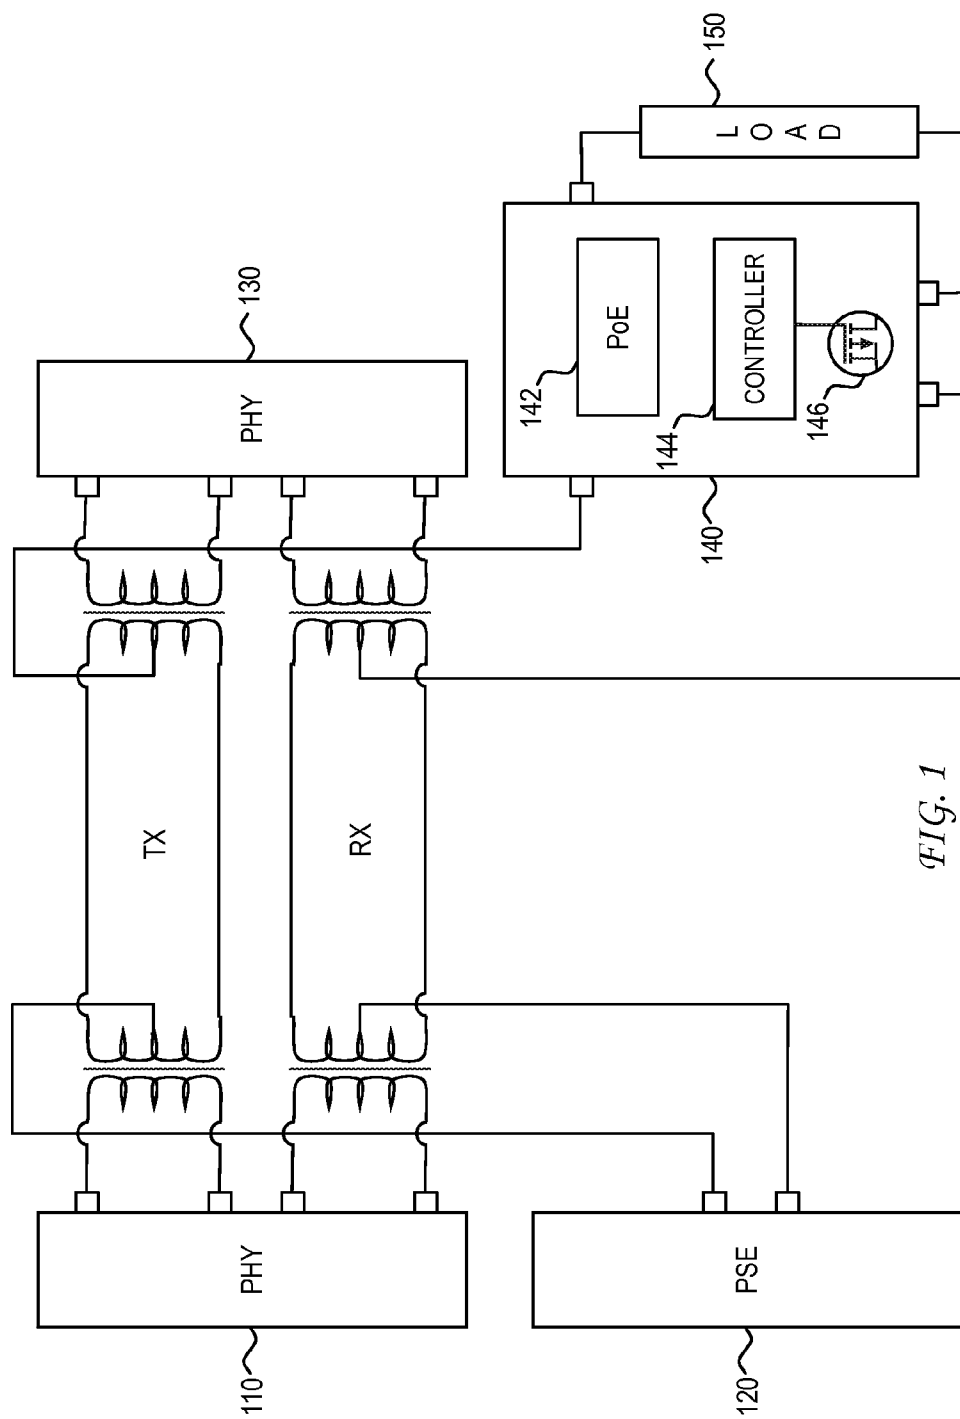 110
PHY
TX
RX
PHY
130
120
PSE
FIG. 1
140
142
PoE
144
CONTROLLER
146
LOAD
150